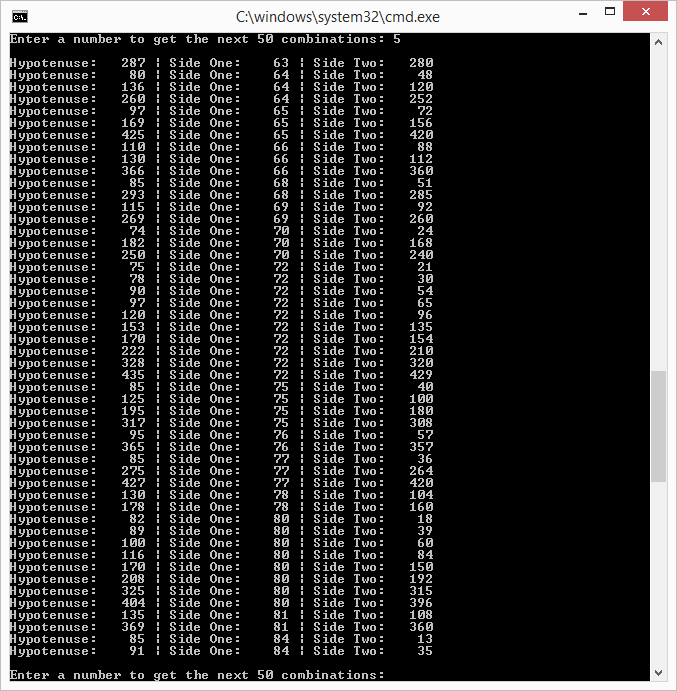 C:\windows\system32\cmd.exe
Enter a number to get the next 50 combinations: 5
Hypotenuse: 287 ¦ Side One: 63 ¦ Side Two: 280
Hypotenuse: 80 ¦ Side One: 64 ¦ Side Two: 48
Hypotenuse: 136 ¦ Side One: 64 ¦ Side Two: 120
Hypotenuse: 260 ¦ Side One: 64 ¦ Side Two: 252
Hypotenuse: 97 ¦ Side One: 65 ¦ Side Two: 72
Hypotenuse: 169 ¦ Side One: 65 ¦ Side Two: 156
Hypotenuse: 425 ¦ Side One: 65 ¦ Side Two: 420
Hypotenuse: 110 ¦ Side One: 66 ¦ Side Two: 88
Hypotenuse: 130 ¦ Side One: 66 ¦ Side Two: 112
Hypotenuse: 366 ¦ Side One: 66 ¦ Side Two: 360
Hypotenuse: 85 ¦ Side One: 68 ¦ Side Two: 51
Hypotenuse: 293 ¦ Side One: 68 ¦ Side Two: 285
Hypotenuse: 115 ¦ Side One: 69 ¦ Side Two: 92
Hypotenuse: 269 ¦ Side One: 69 ¦ Side Two: 260
Hypotenuse: 74 ¦ Side One: 70 ¦ Side Two: 24
Hypotenuse: 182 ¦ Side One: 70 ¦ Side Two: 168
Hypotenuse: 250 ¦ Side One: 70 ¦ Side Two: 240
Hypotenuse: 75 ¦ Side One: 72 ¦ Side Two: 21
Hypotenuse: 78 ¦ Side One: 72 ¦ Side Two: 30
Hypotenuse: 90 ¦ Side One: 72 ¦ Side Two: 54
Hypotenuse: 97 ¦ Side One: 72 ¦ Side Two: 65
Hypotenuse: 120 ¦ Side One: 72 ¦ Side Two: 96
Hypotenuse: 153 ¦ Side One: 72 ¦ Side Two: 135
Hypotenuse: 170 ¦ Side One: 72 ¦ Side Two: 154
Hypotenuse: 222 ¦ Side One: 72 ¦ Side Two: 210
Hypotenuse: 328 ¦ Side One: 72 ¦ Side Two: 320
Hypotenuse: 435 ¦ Side One: 72 ¦ Side Two: 429
Hypotenuse: 85 ¦ Side One: 75 ¦ Side Two: 40
Hypotenuse: 125 ¦ Side One: 75 ¦ Side Two: 100
Hypotenuse: 195 ¦ Side One: 75 ¦ Side Two: 180
Hypotenuse: 317 ¦ Side One: 75 ¦ Side Two: 308
Hypotenuse: 95 ¦ Side One: 76 ¦ Side Two: 57
Hypotenuse: 365 ¦ Side One: 76 ¦ Side Two: 357
Hypotenuse: 85 ¦ Side One: 77 ¦ Side Two: 36
Hypotenuse: 275 ¦ Side One: 77 ¦ Side Two: 264
Hypotenuse: 427 ¦ Side One: 77 ¦ Side Two: 420
Hypotenuse: 130 ¦ Side One: 78 ¦ Side Two: 104
Hypotenuse: 178 ¦ Side One: 78 ¦ Side Two: 160
Hypotenuse: 82 ¦ Side One: 80 ¦ Side Two: 18
Hypotenuse: 89 ¦ Side One: 80 ¦ Side Two: 39
Hypotenuse: 100 ¦ Side One: 80 ¦ Side Two: 60
Hypotenuse: 116 ¦ Side One: 80 ¦ Side Two: 84
Hypotenuse: 170 ¦ Side One: 80 ¦ Side Two: 150
Hypotenuse: 208 ¦ Side One: 80 ¦ Side Two: 192
Hypotenuse: 325 ¦ Side One: 80 ¦ Side Two: 315
Hypotenuse: 404 ¦ Side One: 80 ¦ Side Two: 396
Hypotenuse: 135 ¦ Side One: 81 ¦ Side Two: 108
Hypotenuse: 369 ¦ Side One: 81 ¦ Side Two: 360
Hypotenuse: 85 ¦ Side One: 84 ¦ Side Two: 13
Hypotenuse: 91 ¦ Side One: 84 ¦ Side Two: 35
Enter a number to get the next 50 combinations: